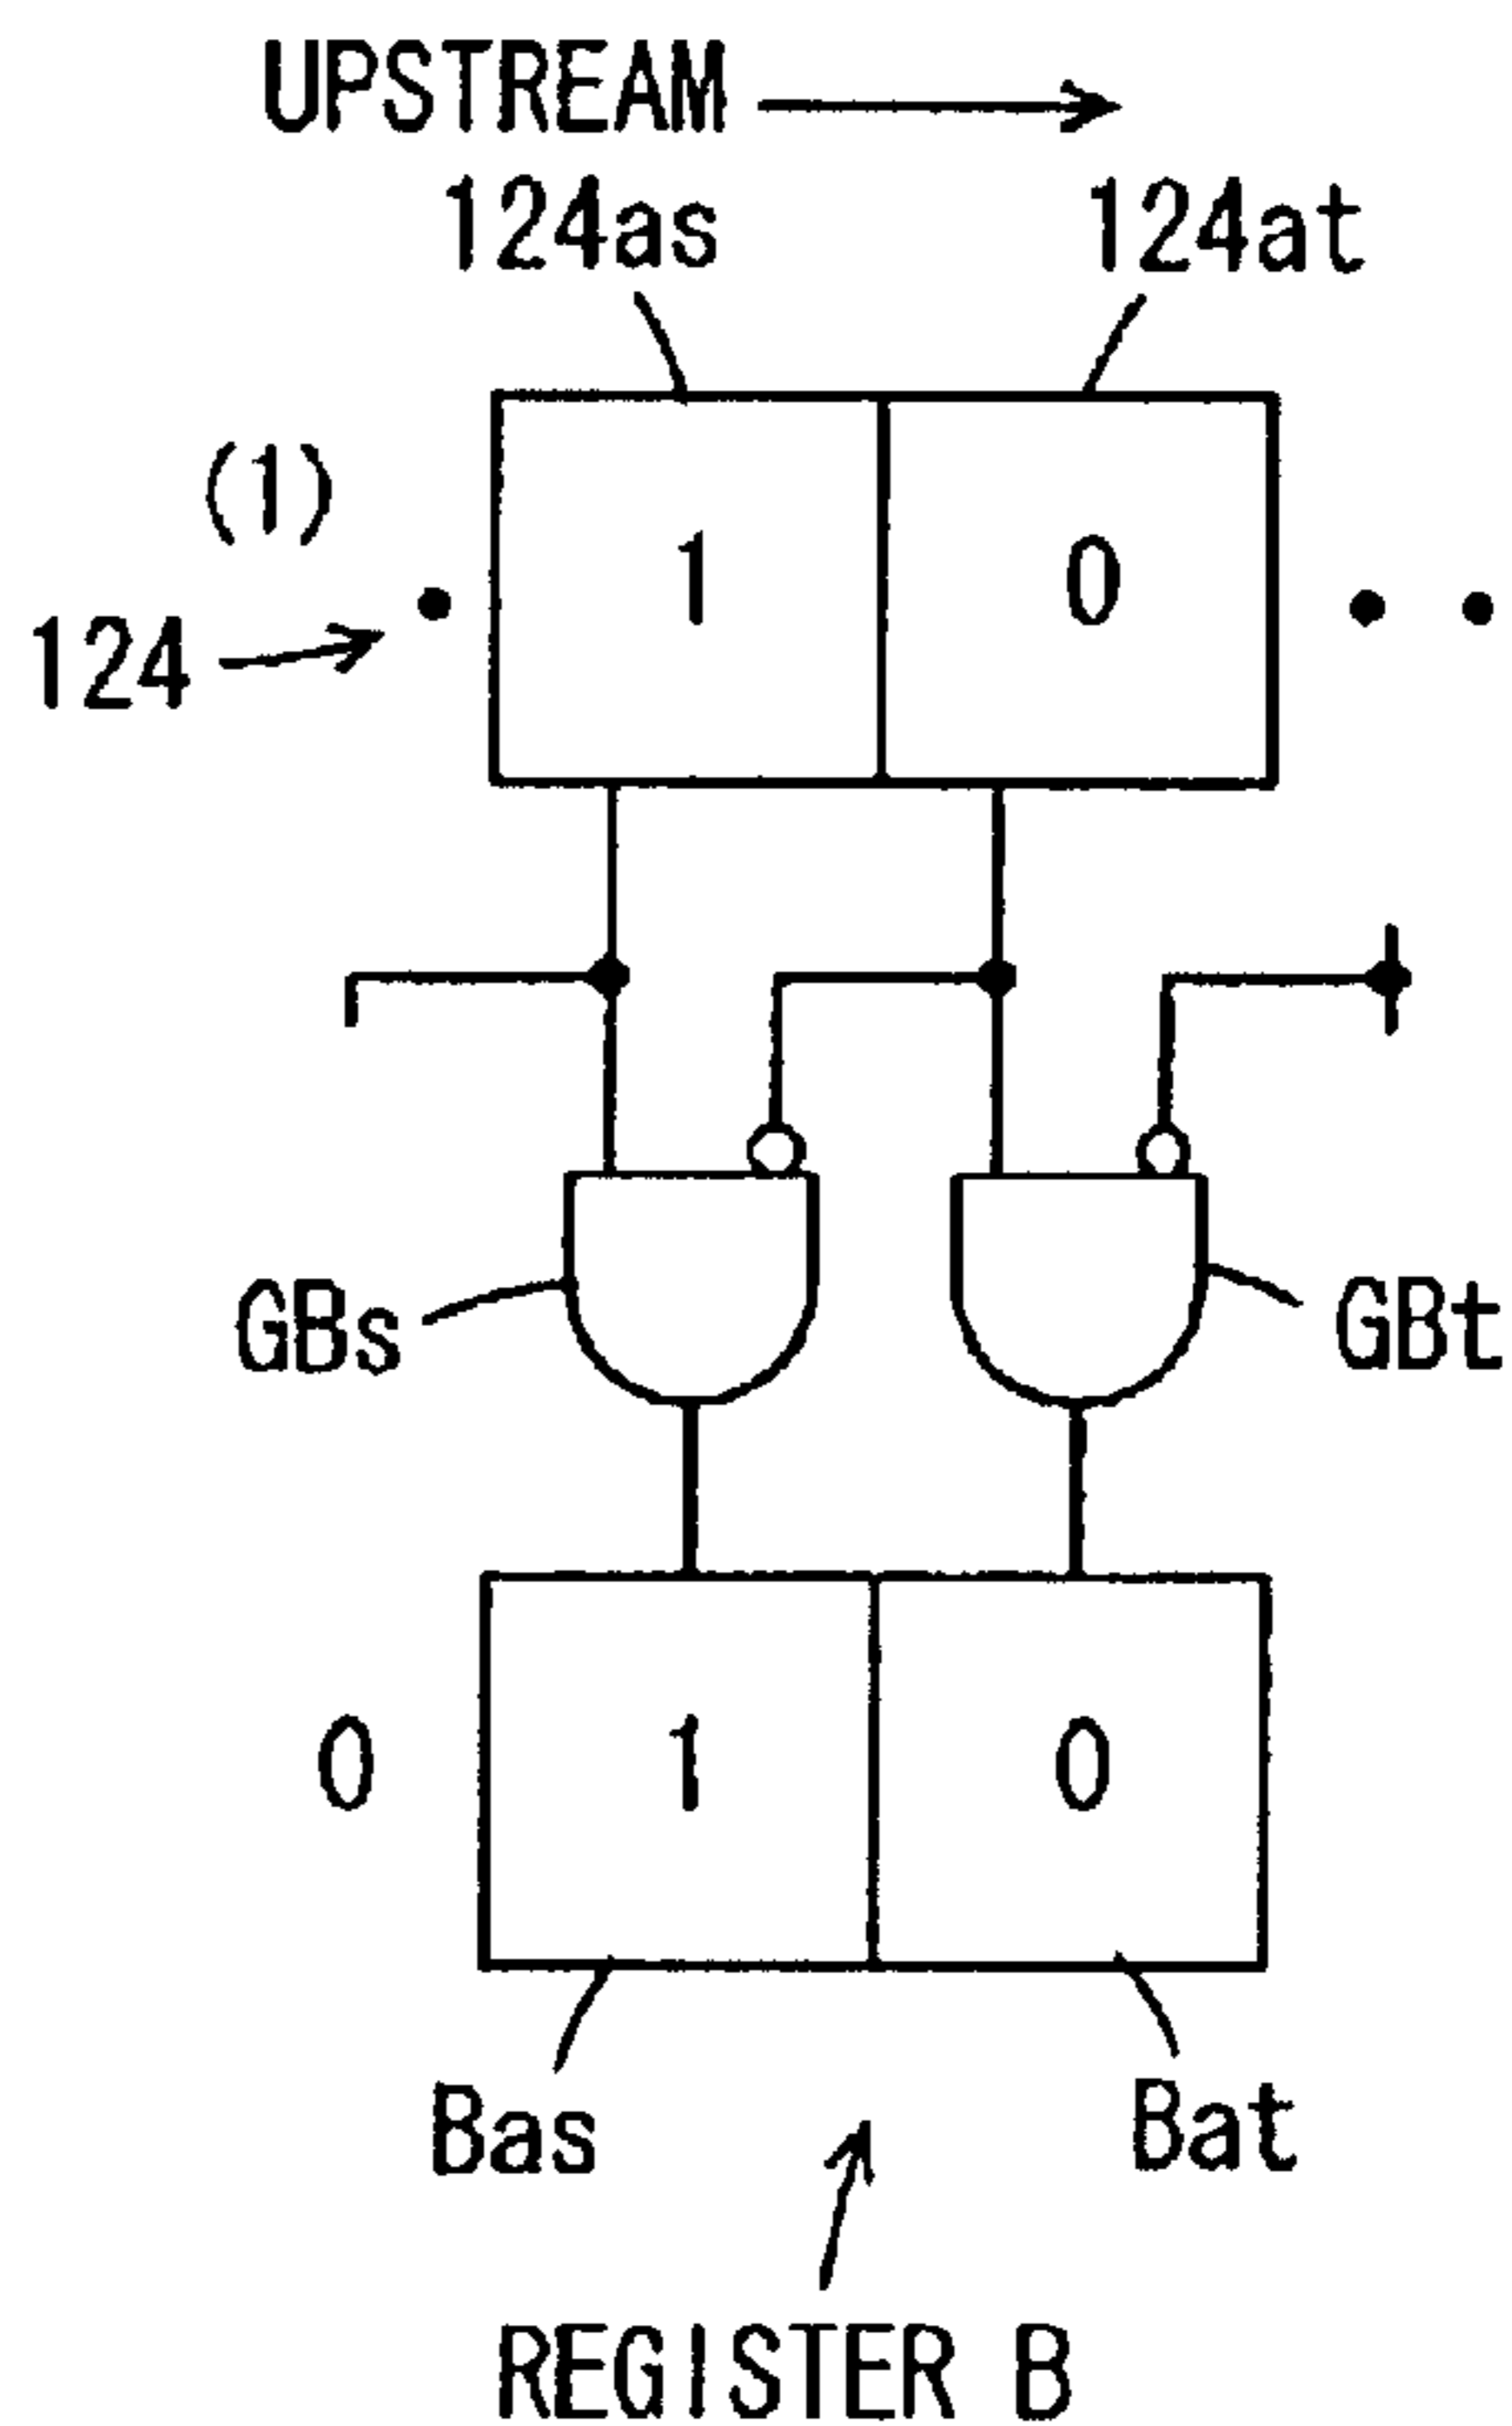 UPSTREAM
124as 124at
(1)
1 0
124
GBs GBt
0 1 0
Bas Bat
REGISTER B